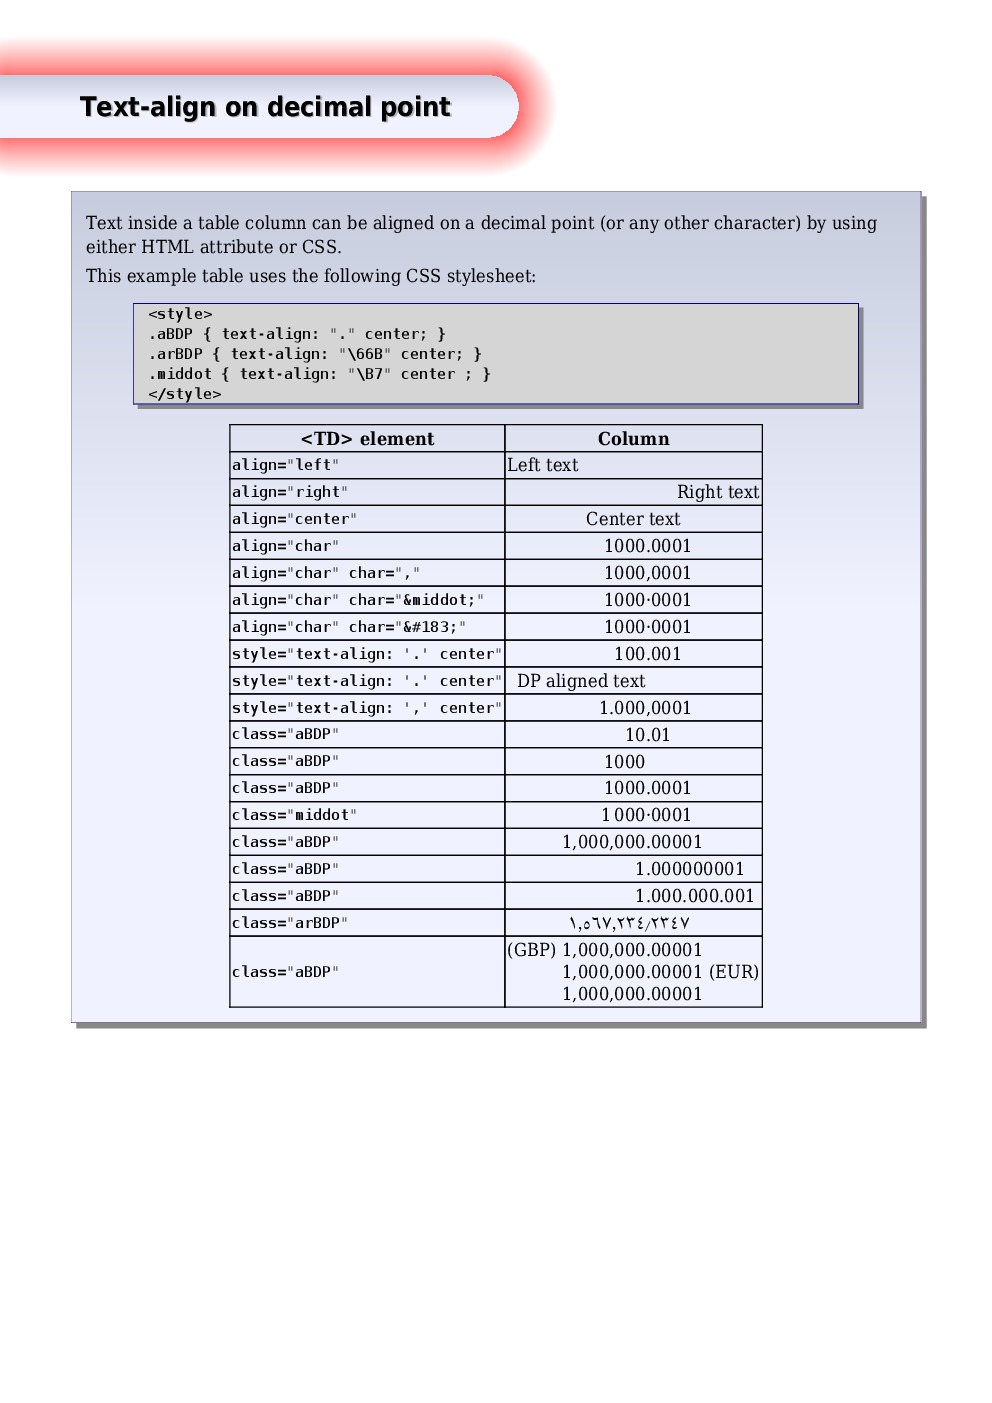 Text-align on decimal point
Text inside a table column can be aligned on a decimal point (or any other character) by using
either HTML attribute or CSS.
This example table uses the following CSS stylesheet:
<style>
.aBDP { text-align: "." center; }
.arBDP { text-align: "\66B" center; }
.middot { text-align: "\B7" center ; }
</style>
<TD> element Column
align="left" Left text
align="right" Right text
align="center" Center text
align="char" 1000.0001
align="char" char="," 1000,0001
align="char" char="&middot;" 1000·0001
align="char" char="&#183;" 1000·0001
style="text-align: '.' center" 100.001
style="text-align: '.' center" DP aligned text
style="text-align: ',' center" 1.000,0001
class="aBDP" 10.01
class="aBDP" 1000
class="aBDP" 1000.0001
class="middot" 1 000·0001
class="aBDP" 1,000,000.00001
class="aBDP" 1.000000001
class="aBDP" 1.000.000.001
class="arBDP" ١,٥٦٧,٢٣٤٫٢٣٤٧
class="aBDP" (GBP) 1,000,000.00001
1,000,000.00001 (EUR)
1,000,000.00001